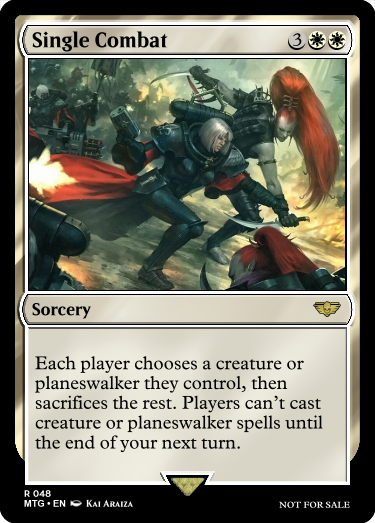 Single Combat 3
Sorcery
Each player chooses a creature or
planeswalker they control, then
sacrifices the rest. Players can't cast
creature or planeswalker spells until
the end of your next turn.
R 048
MTG • EN Kai Araiza
NOT FOR SALE